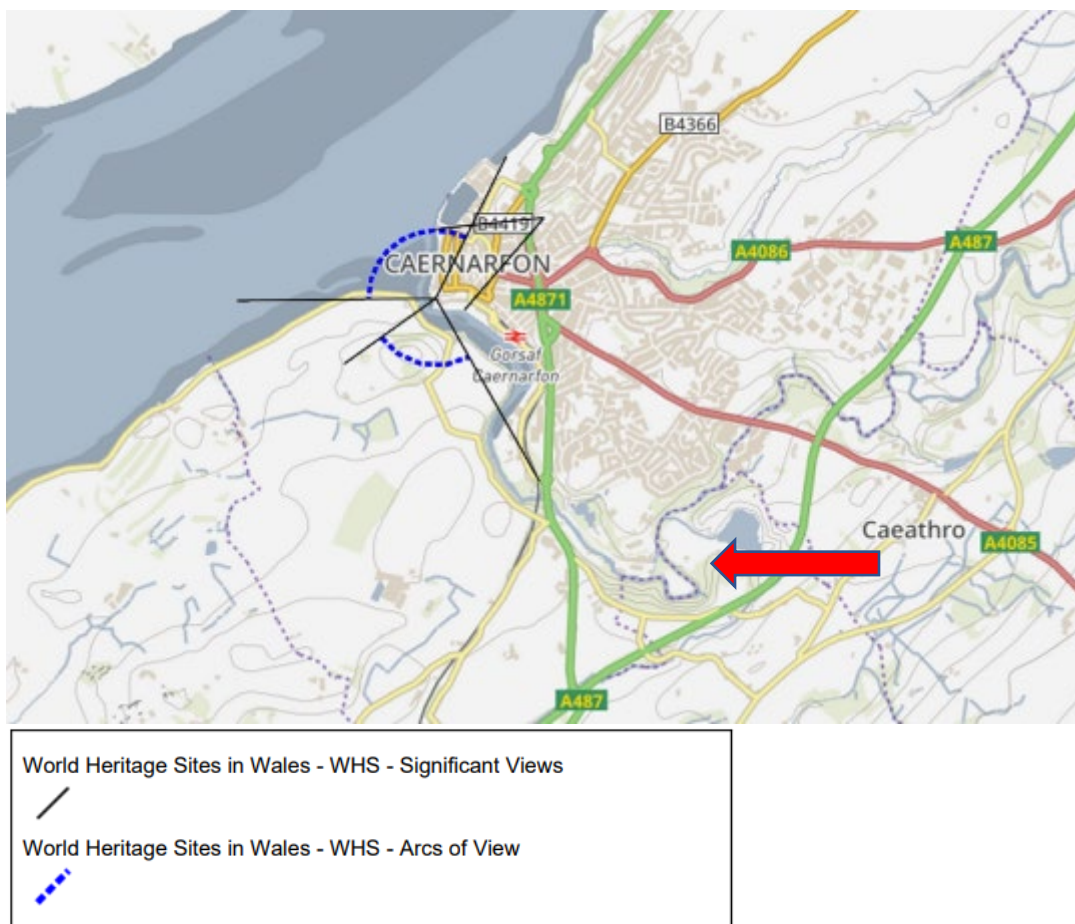 B4366
B4419
A4086
A487
CAERNARFON
A4871
Gorsaf
Caernarfon
Caeathro
A4085
A487
World Heritage Sites in Wales - WHS - Significant Views
World Heritage Sites in Wales - WHS - Arcs of View